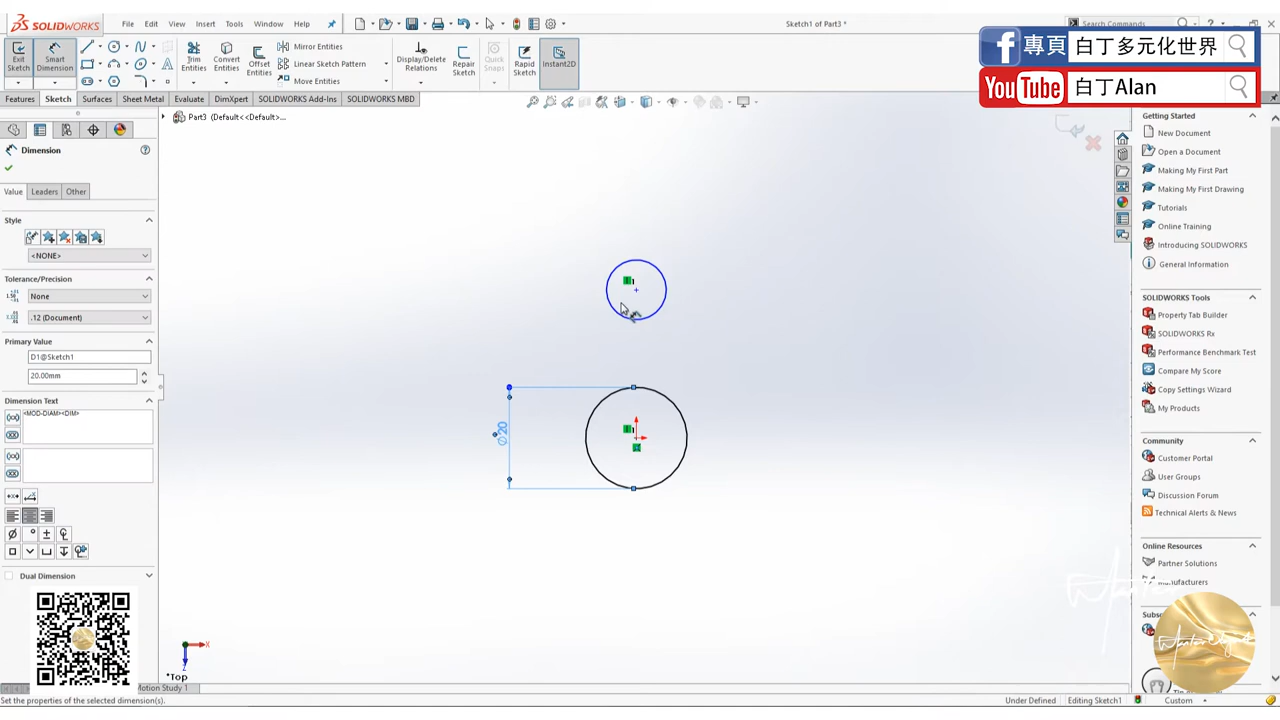 SOLIDWORKS
File Edit View Insert Tools Window Help
Sketch1 of Part3 *
Search Commands
專頁 白丁多元化世界
YouTube 白丁Alan
Exit Sketch
Smart Dimension
Trim Entities
Convert Entities
Offset Entities
Mirror Entities
Linear Sketch Pattern
Move Entities
Display/Delete Relations
Repair Sketch
Quick Snaps
Rapid Sketch
Instant2D
Features Sketch Surfaces Sheet Metal Evaluate DimXpert SOLIDWORKS Add-Ins SOLIDWORKS MBD
Part3 (Default<<Default>...
Dimension
Value Leaders Other
Style
<NONE>
Tolerance/Precision
None
.12 (Document)
Primary Value
D1@Sketch1
20.00mm
Dimension Text
<MOD-DIAM><DIM>
Dual Dimension
∅20
1
1
X
Z
*Top
Motion Study 1
Set the properties of the selected dimension(s).
Under Defined
Editing Sketch1
Custom
Getting Started
New Document
Open a Document
Making My First Part
Making My First Drawing
Tutorials
Online Training
Introducing SOLIDWORKS
General Information
SOLIDWORKS Tools
Property Tab Builder
SOLIDWORKS Rx
Performance Benchmark Test
Compare My Score
Copy Settings Wizard
My Products
Community
Customer Portal
User Groups
Discussion Forum
Technical Alerts & News
Online Resources
Partner Solutions
Manufacturers